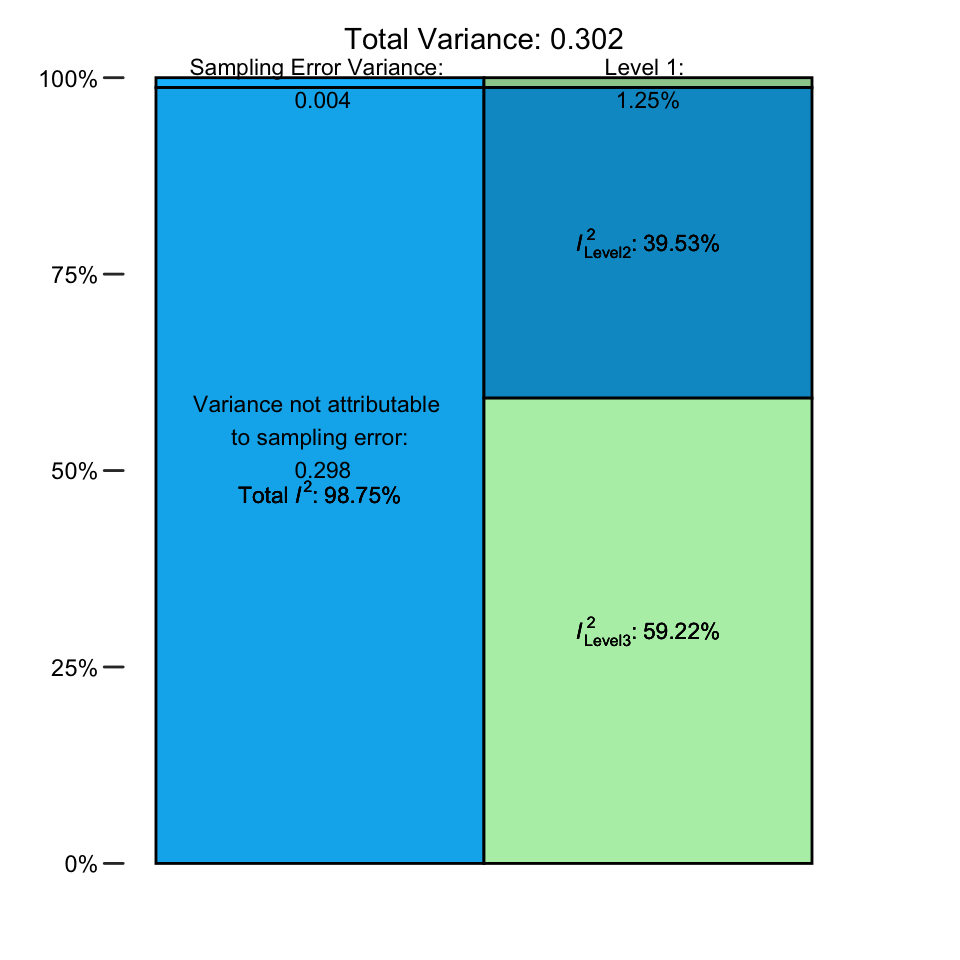 Total Variance: 0.302
Sampling Error Variance:
0.004
Level 1:
1.25%
100%
75%
50%
25%
0%
I²Level2: 39.53%
Variance not attributable
to sampling error:
0.298
Total I²: 98.75%
I²Level3: 59.22%